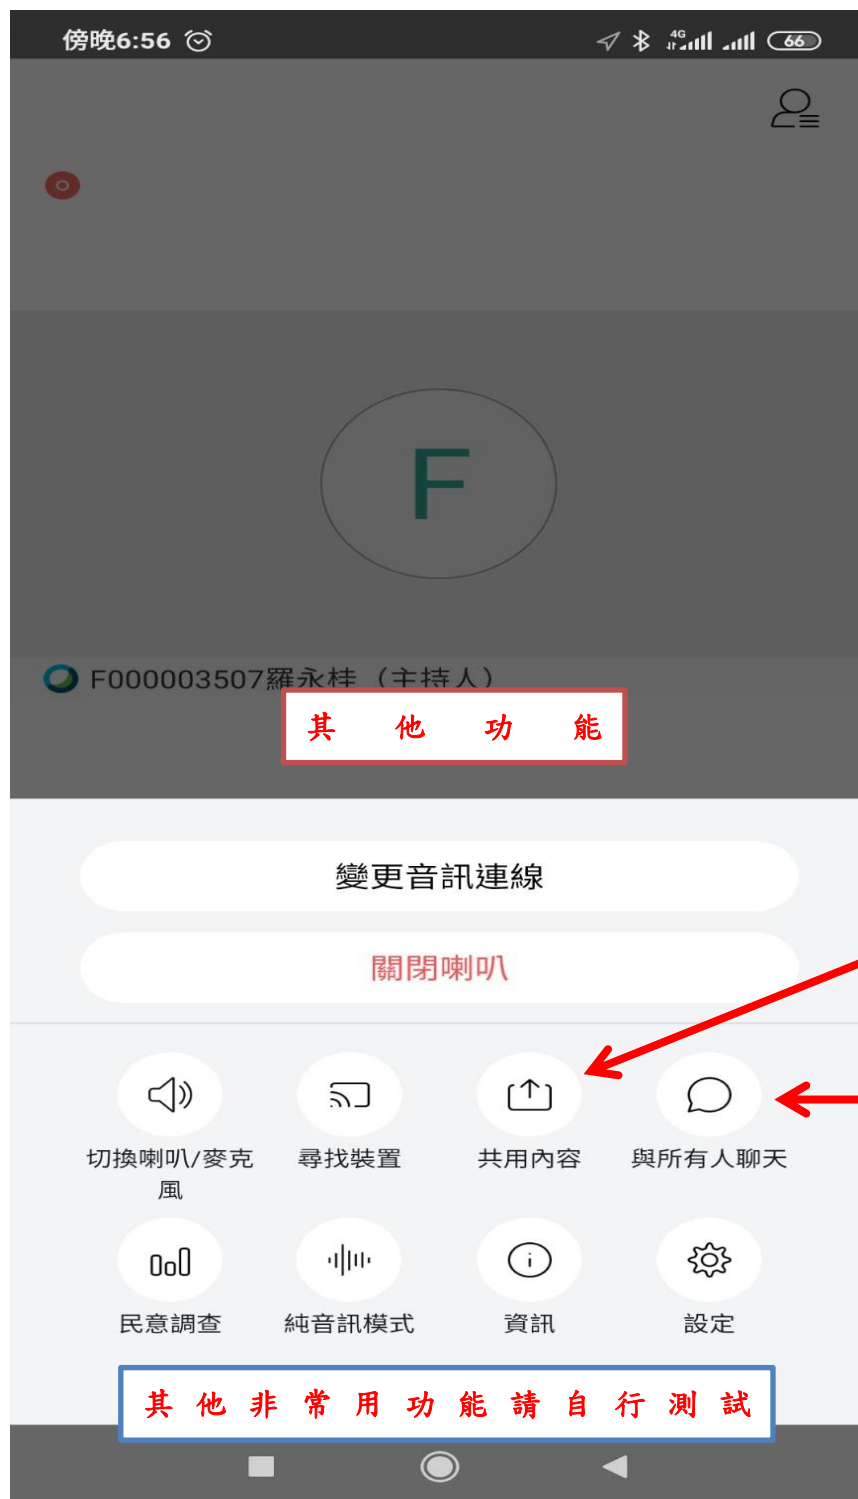 傍晚6:56
4G
66
F
F000003507羅永桂（主持人）
其他功能
變更音訊連線
關閉喇叭
切換喇叭/麥克風
尋找裝置
共用內容
與所有人聊天
民意調查
純音訊模式
資訊
設定
其他非常用功能請自行測試